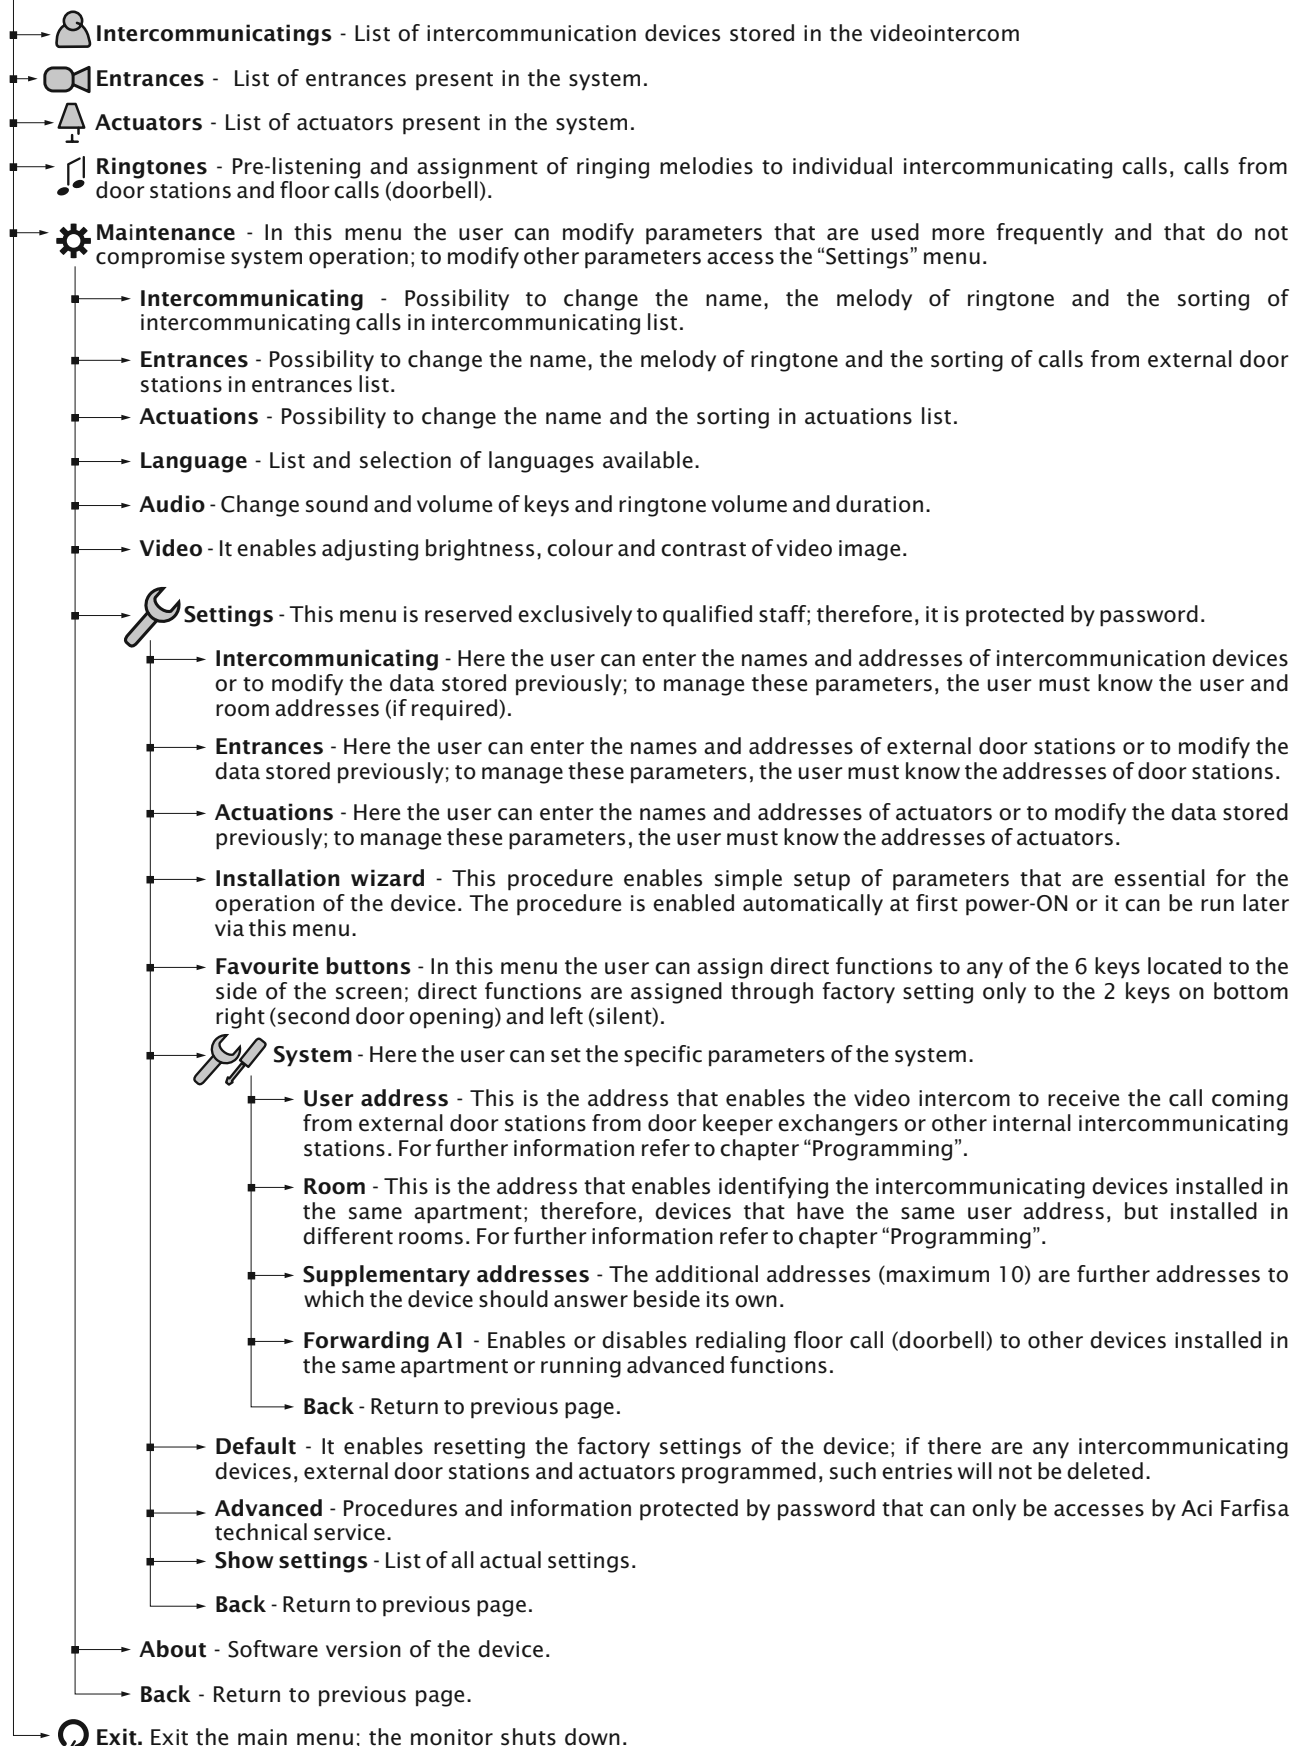 Intercommunicatings - List of intercommunication devices stored in the videointercom
Entrances - List of entrances present in the system.
Actuators - List of actuators present in the system.
Ringtones - Pre-listening and assignment of ringing melodies to individual intercommunicating calls, calls from
door stations and floor calls (doorbell).
Maintenance - In this menu the user can modify parameters that are used more frequently and that do not
compromise system operation; to modify other parameters access the “Settings” menu.
Intercommunicating - Possibility to change the name, the melody of ringtone and the sorting of
intercommunicating calls in intercommunicating list.
Entrances - Possibility to change the name, the melody of ringtone and the sorting of calls from external door
stations in entrances list.
Actuations - Possibility to change the name and the sorting in actuations list.
Language - List and selection of languages available.
Audio - Change sound and volume of keys and ringtone volume and duration.
Video - It enables adjusting brightness, colour and contrast of video image.
Settings - This menu is reserved exclusively to qualified staff; therefore, it is protected by password.
Intercommunicating - Here the user can enter the names and addresses of intercommunication devices
or to modify the data stored previously; to manage these parameters, the user must know the user and
room addresses (if required).
Entrances - Here the user can enter the names and addresses of external door stations or to modify the
data stored previously; to manage these parameters, the user must know the addresses of door stations.
Actuations - Here the user can enter the names and addresses of actuators or to modify the data stored
previously; to manage these parameters, the user must know the addresses of actuators.
Installation wizard - This procedure enables simple setup of parameters that are essential for the
operation of the device. The procedure is enabled automatically at first power-ON or it can be run later
via this menu.
Favourite buttons - In this menu the user can assign direct functions to any of the 6 keys located to the
side of the screen; direct functions are assigned through factory setting only to the 2 keys on bottom
right (second door opening) and left (silent).
System - Here the user can set the specific parameters of the system.
User address - This is the address that enables the video intercom to receive the call coming
from external door stations from door keeper exchangers or other internal intercommunicating
stations. For further information refer to chapter “Programming”.
Room - This is the address that enables identifying the intercommunicating devices installed in
the same apartment; therefore, devices that have the same user address, but installed in
different rooms. For further information refer to chapter “Programming”.
Supplementary addresses - The additional addresses (maximum 10) are further addresses to
which the device should answer beside its own.
Forwarding A1 - Enables or disables redialing floor call (doorbell) to other devices installed in
the same apartment or running advanced functions.
Back - Return to previous page.
Default - It enables resetting the factory settings of the device; if there are any intercommunicating
devices, external door stations and actuators programmed, such entries will not be deleted.
Advanced - Procedures and information protected by password that can only be accesses by Aci Farfisa
technical service.
Show settings - List of all actual settings.
Back - Return to previous page.
About - Software version of the device.
Back - Return to previous page.
Exit. Exit the main menu; the monitor shuts down.